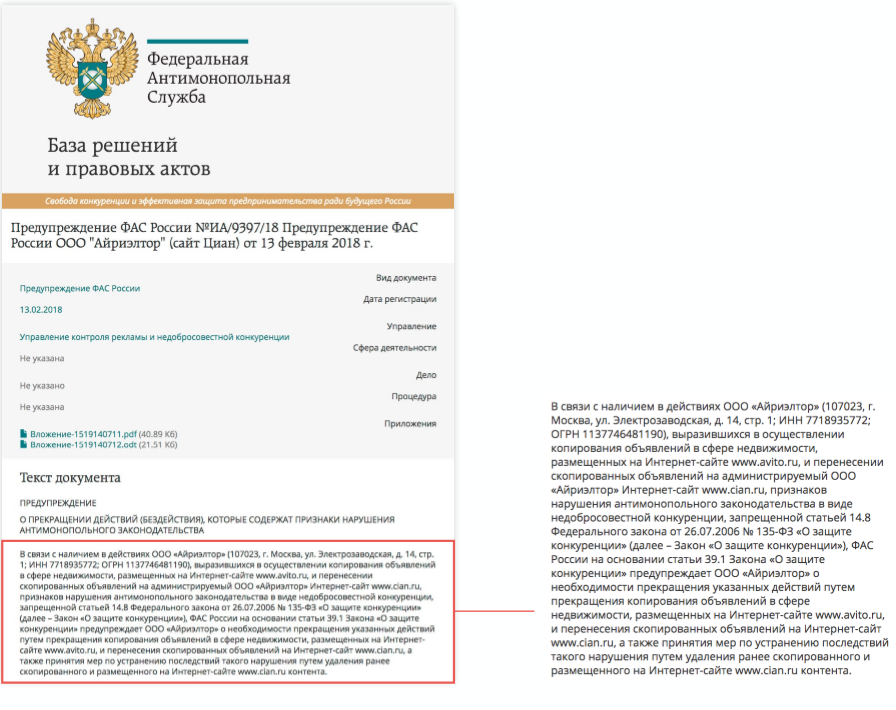 Федеральная
Антимонопольная
Служба
База решений
и правовых актов
Свобода конкуренции и эффективная защита предпринимательства ради будущего России
Предупреждение ФАС России №ИА/9397/18 Предупреждение ФАС
России ООО "Айриэлтор" (сайт Циан) от 13 февраля 2018 г.
Вид документа
Предупреждение ФАС России
Дата регистрации
13.02.2018
Управление
Управление контроля рекламы и недобросовестной конкуренции
Сфера деятельности
Не указана
Дело
Не указано
Процедура
Не указана
Приложения
Вложение-1519140711.pdf (40.89 Кб)
Вложение-1519140712.odt (21.51 Кб)
Текст документа
ПРЕДУПРЕЖДЕНИЕ
О ПРЕКРАЩЕНИИ ДЕЙСТВИЙ (БЕЗДЕЙСТВИЯ), КОТОРЫЕ СОДЕРЖАТ ПРИЗНАКИ НАРУШЕНИЯ
АНТИМОНОПОЛЬНОГО ЗАКОНОДАТЕЛЬСТВА
В связи с наличием в действиях ООО «Айриэлтор» (107023, г. Москва, ул. Электрозаводская, д. 14, стр.
1; ИНН 7718935772; ОГРН 1137746481190), выразившихся в осуществлении копирования объявлений
в сфере недвижимости, размещенных на Интернет-сайте www.avito.ru, и перенесении
скопированных объявлений на администрируемый ООО «Айриэлтор» Интернет-сайт www.cian.ru,
признаков нарушения антимонопольного законодательства в виде недобросовестной конкуренции,
запрещенной статьей 14.8 Федерального закона от 26.07.2006 № 135-ФЗ «О защите конкуренции»
(далее – Закон «О защите конкуренции»), ФАС России на основании статьи 39.1 Закона «О защите
конкуренции» предупреждает ООО «Айриэлтор» о необходимости прекращения указанных действий
путем прекращения копирования объявлений в сфере недвижимости, размещенных на Интернет-
сайте www.avito.ru, и перенесения скопированных объявлений на Интернет-сайт www.cian.ru, а
также принятия мер по устранению последствий такого нарушения путем удаления ранее
скопированного и размещенного на Интернет-сайте www.cian.ru контента.
В связи с наличием в действиях ООО «Айриэлтор» (107023, г.
Москва, ул. Электрозаводская, д. 14, стр. 1; ИНН 7718935772;
ОГРН 1137746481190), выразившихся в осуществлении
копирования объявлений в сфере недвижимости,
размещенных на Интернет-сайте www.avito.ru, и перенесении
скопированных объявлений на администрируемый ООО
«Айриэлтор» Интернет-сайт www.cian.ru, признаков
нарушения антимонопольного законодательства в виде
недобросовестной конкуренции, запрещенной статьей 14.8
Федерального закона от 26.07.2006 № 135-ФЗ «О защите
конкуренции» (далее – Закон «О защите конкуренции»), ФАС
России на основании статьи 39.1 Закона «О защите
конкуренции» предупреждает ООО «Айриэлтор» о
необходимости прекращения указанных действий путем
прекращения копирования объявлений в сфере
недвижимости, размещенных на Интернет-сайте www.avito.ru,
и перенесения скопированных объявлений на Интернет-сайт
www.cian.ru, а также принятия мер по устранению последствий
такого нарушения путем удаления ранее скопированного и
размещенного на Интернет-сайте www.cian.ru контента.